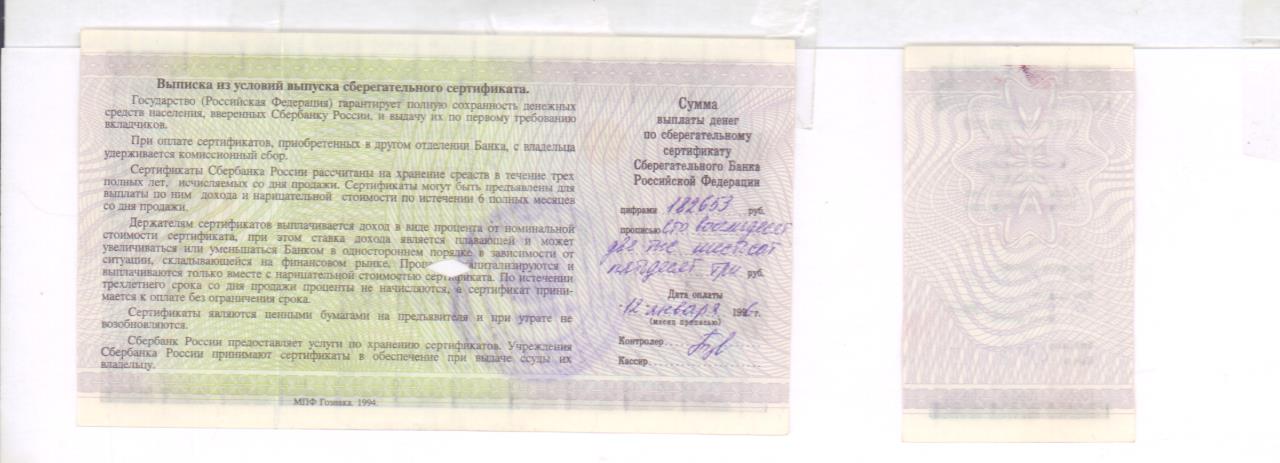 Выписка из условий выпуска сберегательного сертификата.
Государство (Российская Федерация) гарантирует полную сохранность денежных
средств населения, вверенных Сбербанку России, и выдачу их по первому требованию
вкладчиков.
При оплате сертификатов, приобретенных в другом отделении Банка, с владельца
удерживается комиссионный сбор.
Сертификаты Сбербанка России рассчитаны на хранение средств в течение трех
полных лет, исчисляемых со дня продажи. Сертификаты могут быть предъявлены для
выплаты по ним дохода и нарицательной стоимости по истечении 6 полных месяцев
со дня продажи.
Держателям сертификатов выплачивается доход в виде процента от номинальной
стоимости сертификата, при этом ставка дохода является плавающей и может
увеличиваться или уменьшаться Банком в одностороннем порядке в зависимости от
ситуации, складывающейся на финансовом рынке. и
выплачиваются только вместе с нарицательной стоимостью сертификата. По истечении
трехлетнего срока со дня продажи проценты не начисляются, а сертификат прини-
мается к оплате без ограничения срока.
Сертификаты являются ценными бумагами на предъявителя и при утрате не
возобновляются.
Сбербанк России предоставляет услуги по хранению сертификатов. Учреждения
Сбербанка России принимают сертификаты в обеспечение при выдаче ссуды их
владельцу.
МПФ Гознака. 1994.
Сумма
выплаты денег
по сберегательному
сертификату
Сберегательного Банка
Российской Федерации
цифрами 182653 руб.
прописью Сто восемьдесят
две тыс шестьсот
пятьдесят три руб.
Дата оплаты
12 января 1996 г.
(месяц прописью)
Контролер
Кассир